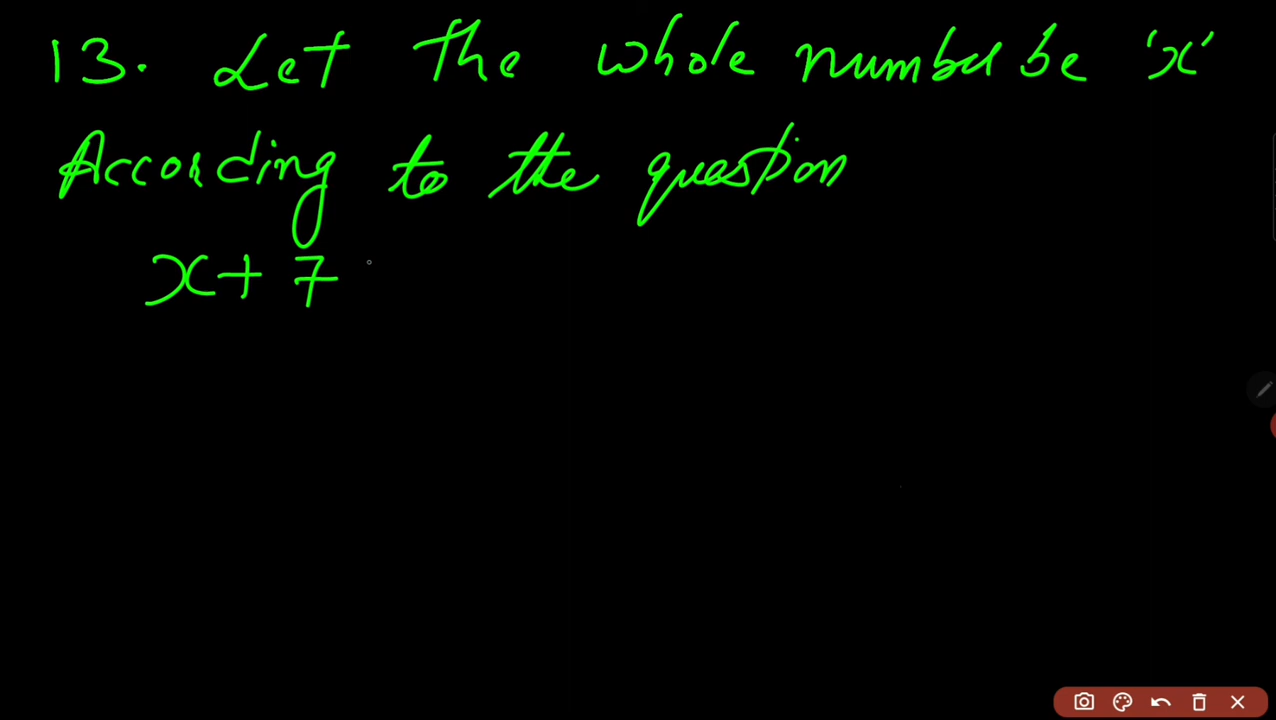 13. Let the whole number be 'x'
According to the question
x + 7